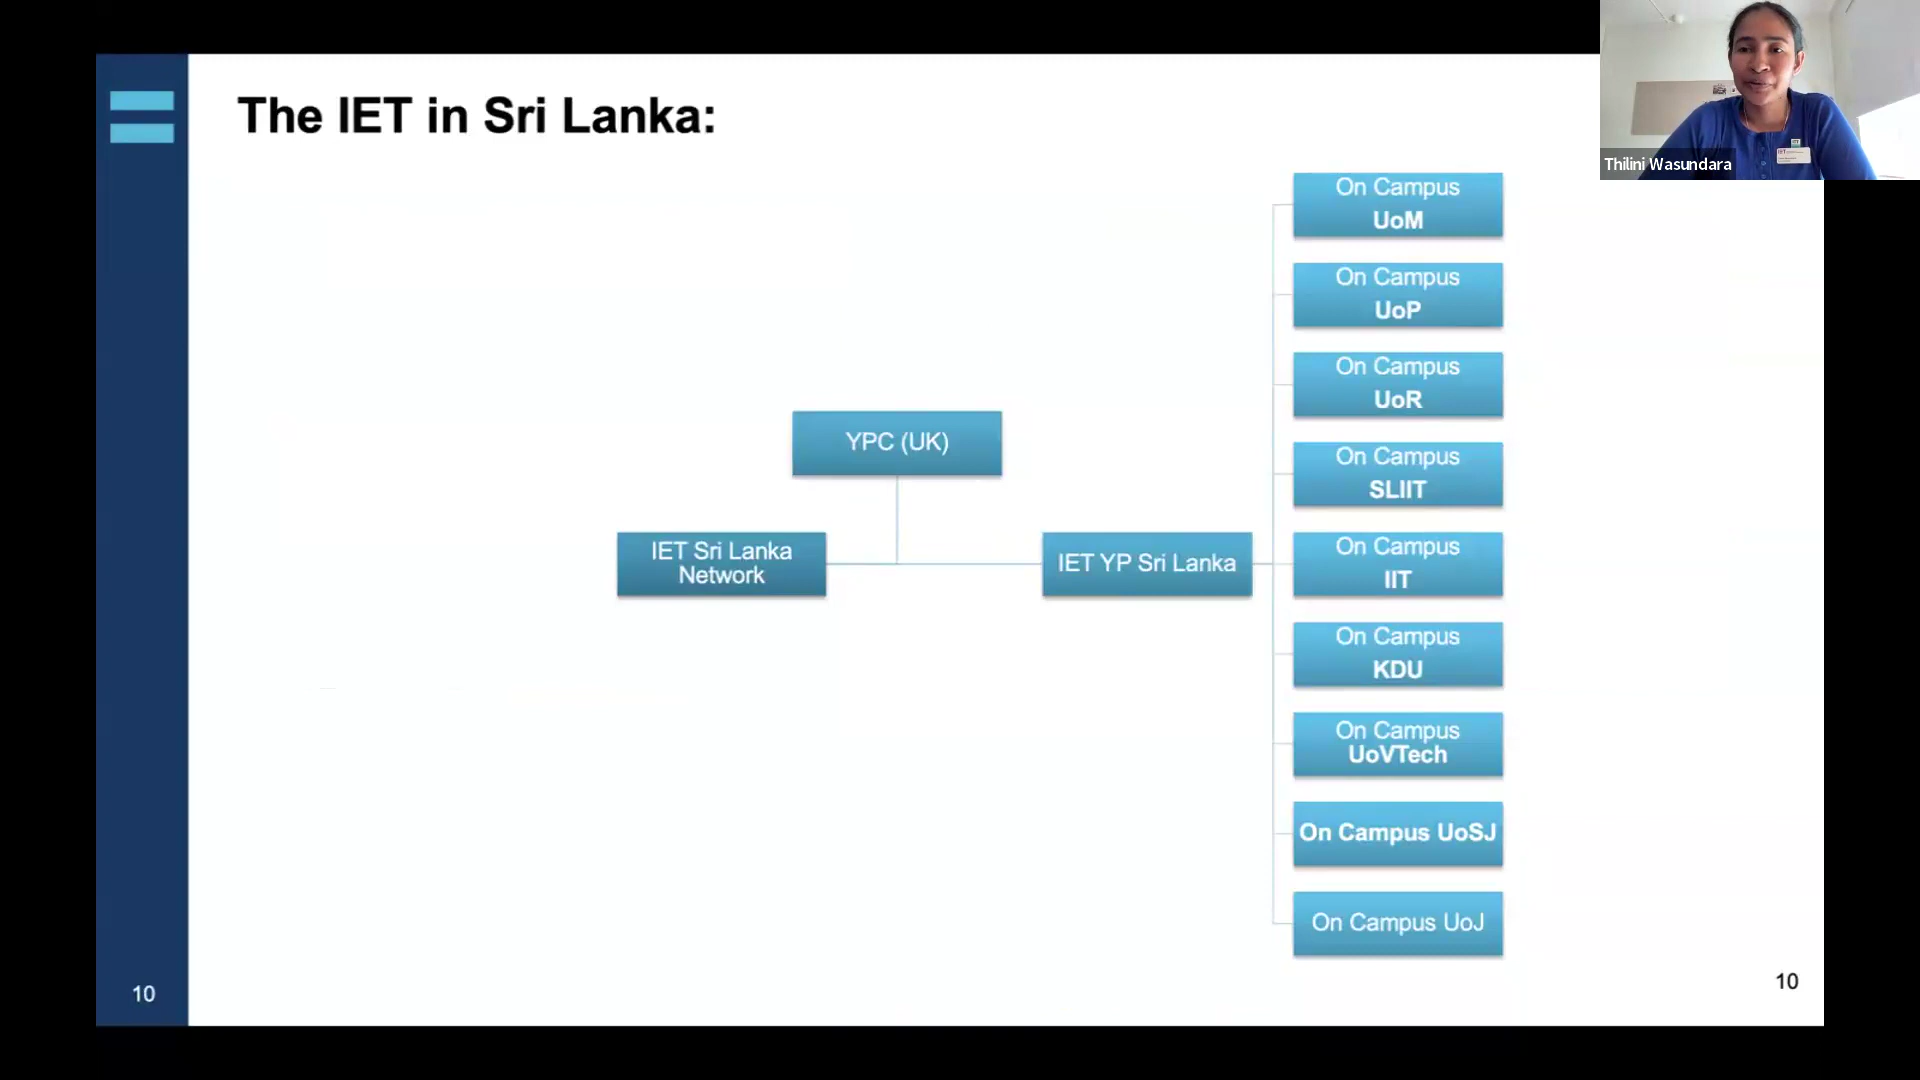 The IET in Sri Lanka:
Thilini Wasundara
On Campus
UoM
On Campus
UoP
On Campus
UoR
On Campus
SLIIT
YPC (UK)
IET Sri Lanka
Network
IET YP Sri Lanka
On Campus
IIT
On Campus
KDU
On Campus
UoVTech
On Campus UoSJ
On Campus UoJ
10
10